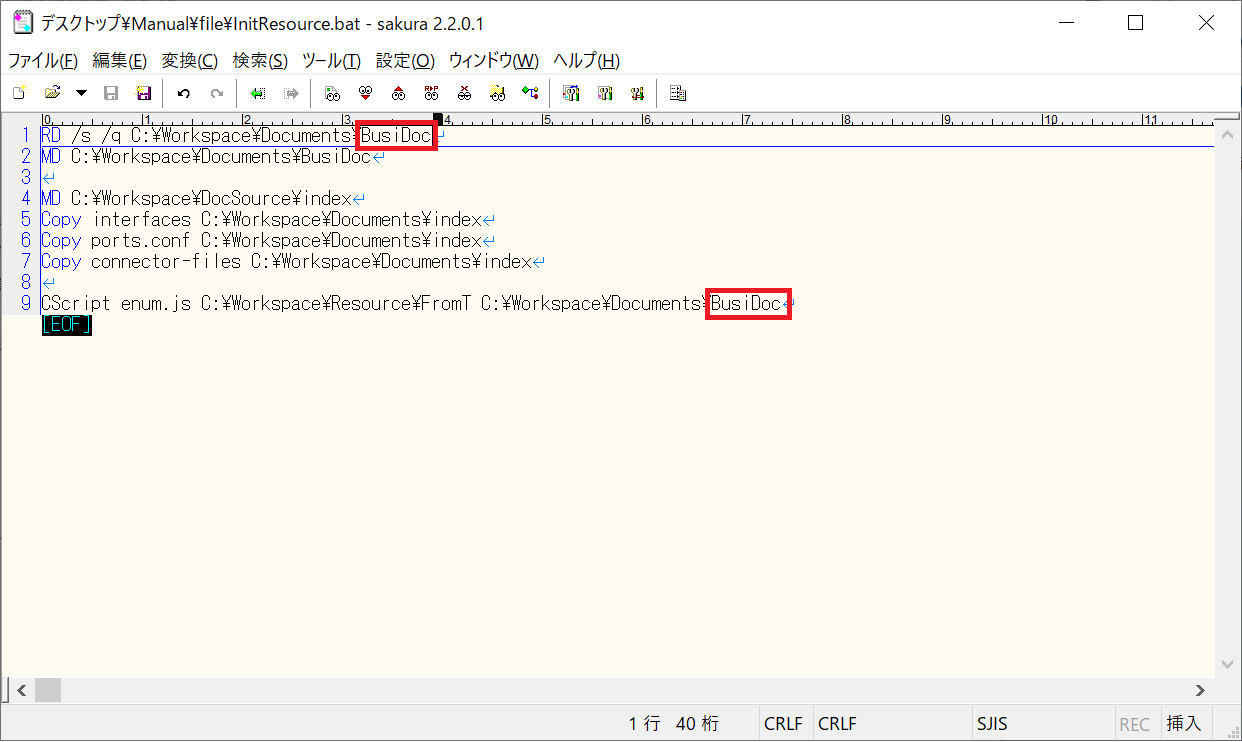 デスクトップ¥Manual¥file¥InitResource.bat - sakura 2.2.0.1
ファイル(F) 編集(E) 変換(C) 検索(S) ツール(T) 設定(O) ウィンドウ(W) ヘルプ(H)
0 1 2 3 4 5 6 7 8 9 10 11
1 RD /s /q C:¥Workspace¥Documents¥BusiDoc↵
2 MD C:¥Workspace¥Documents¥BusiDoc↵
3 ↵
4 MD C:¥Workspace¥DocSource¥index↵
5 Copy interfaces C:¥Workspace¥Documents¥index↵
6 Copy ports.conf C:¥Workspace¥Documents¥index↵
7 Copy connector-files C:¥Workspace¥Documents¥index↵
8 ↵
9 CScript enum.js C:¥Workspace¥Resource¥FromT C:¥Workspace¥Documents¥BusiDoc↵
[EOF]
1 行 40 桁 CRLF CRLF SJIS REC 挿入